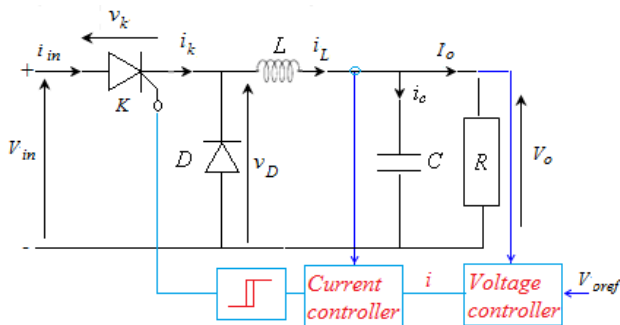 v_k
i_in
i_k
L
i_L
I_o
+
K
i_c
V_in
D
v_D
C
R
V_o
-
Current
controller
i
Voltage
controller
V_oref